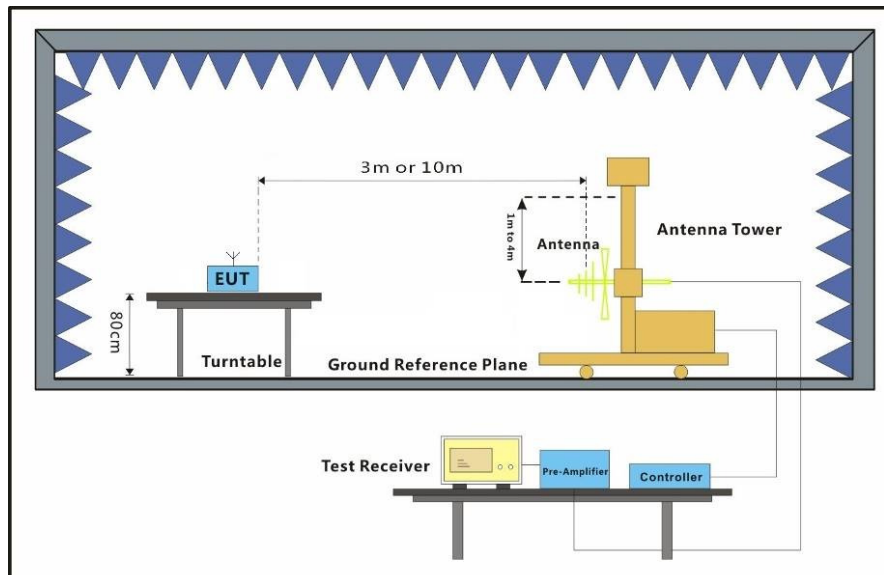 3m or 10m
1m to 4m
Antenna
Antenna Tower
EUT
80cm
Turntable
Ground Reference Plane
Test Receiver
Pre-Amplifier
Controller